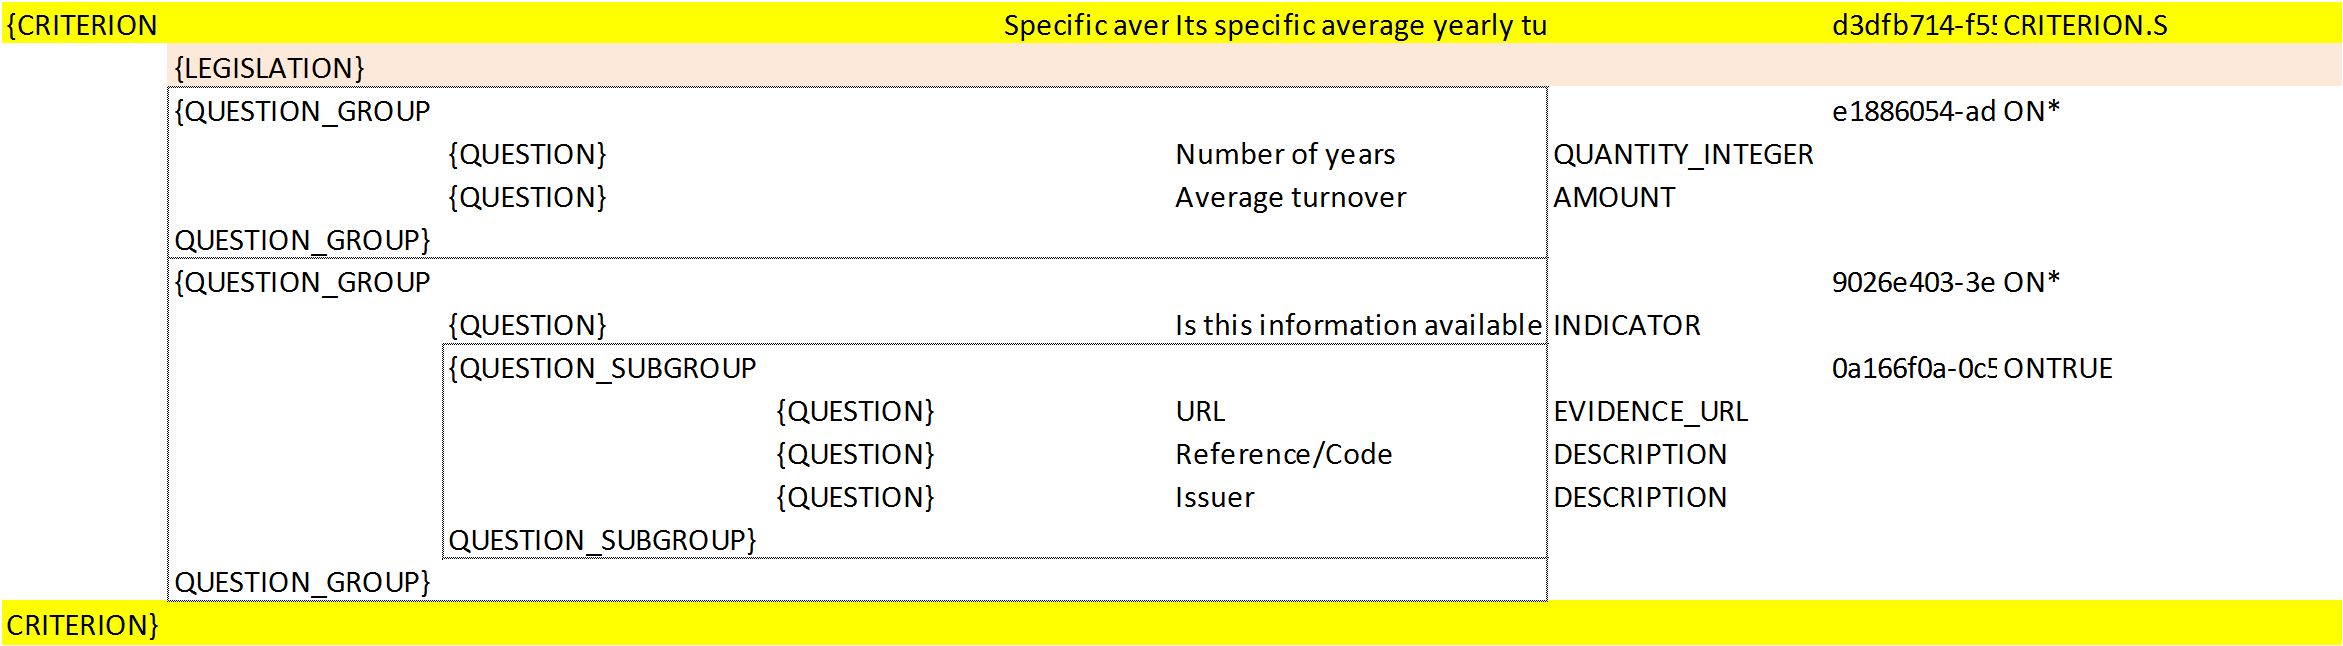 {CRITERION Specific aver Its specific average yearly tu d3dfb714-f55 CRITERION.S
{LEGISLATION}
{QUESTION_GROUP e1886054-ad ON*
{QUESTION} Number of years QUANTITY_INTEGER
{QUESTION} Average turnover AMOUNT
QUESTION_GROUP}
{QUESTION_GROUP 9026e403-3e ON*
{QUESTION} Is this information available INDICATOR
{QUESTION_SUBGROUP 0a166f0a-0c5 ONTRUE
{QUESTION} URL EVIDENCE_URL
{QUESTION} Reference/Code DESCRIPTION
{QUESTION} Issuer DESCRIPTION
QUESTION_SUBGROUP}
QUESTION_GROUP}
CRITERION}